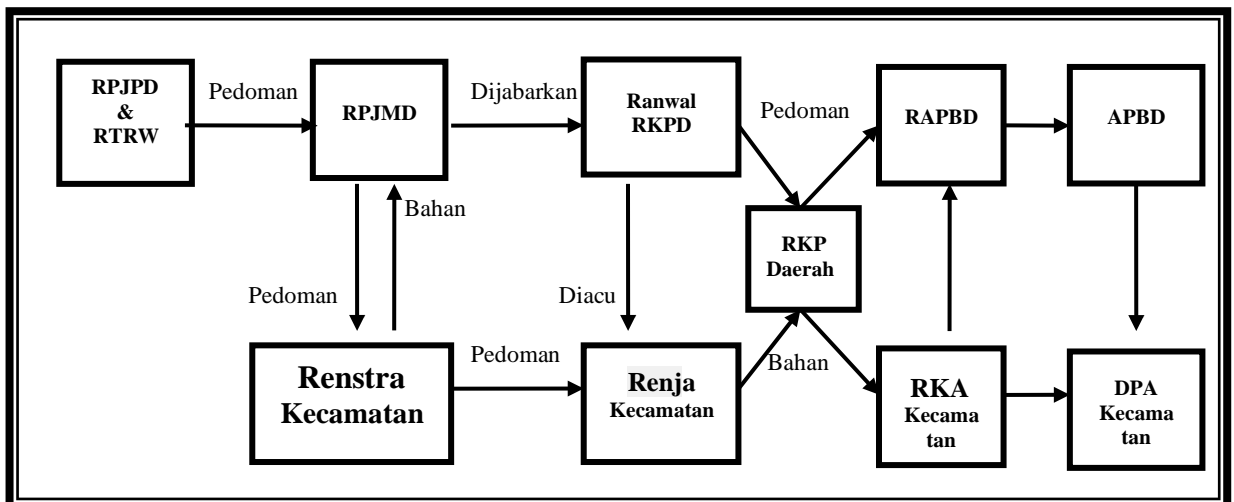 RPJPD
&
RTRW
Pedoman
RPJMD
Dijabarkan
Ranwal
RKPD
Pedoman
RAPBD
APBD
Bahan
RKP
Daerah
Pedoman
Diacu
Renstra
Kecamatan
Pedoman
Renja
Kecamatan
Bahan
RKA
Kecama
tan
DPA
Kecama
tan